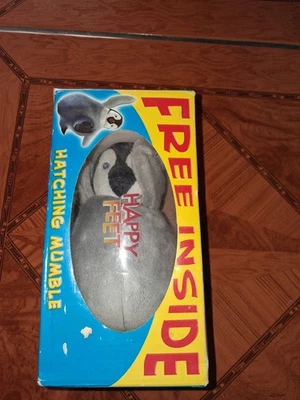 FREE INSIDE
HAPPY
FEET
HATCHING MUMBLE